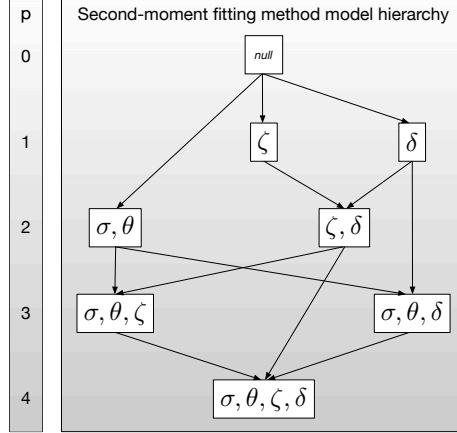 p Second-moment fitting method model hierarchy
0 null
1 ζ δ
2 σ, θ ζ, δ
3 σ, θ, ζ σ, θ, δ
4 σ, θ, ζ, δ